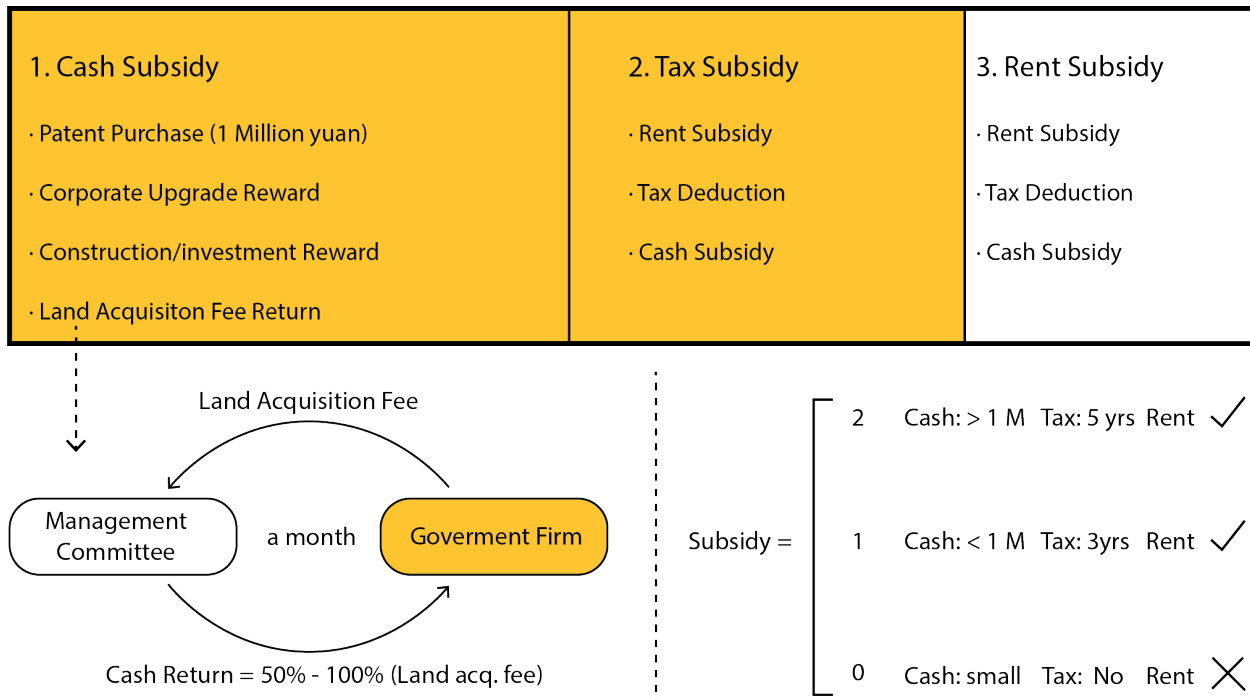 1. Cash Subsidy
· Patent Purchase (1 Million yuan)
· Corporate Upgrade Reward
· Construction/investment Reward
· Land Acquisiton Fee Return
2. Tax Subsidy
· Rent Subsidy
· Tax Deduction
· Cash Subsidy
3. Rent Subsidy
· Rent Subsidy
· Tax Deduction
· Cash Subsidy
Land Acquisition Fee
Management
Committee
a month
Goverment Firm
Cash Return = 50% - 100% (Land acq. fee)
Subsidy =
2 Cash: > 1 M Tax: 5 yrs Rent ✓
1 Cash: < 1 M Tax: 3yrs Rent ✓
0 Cash: small Tax: No Rent ✕